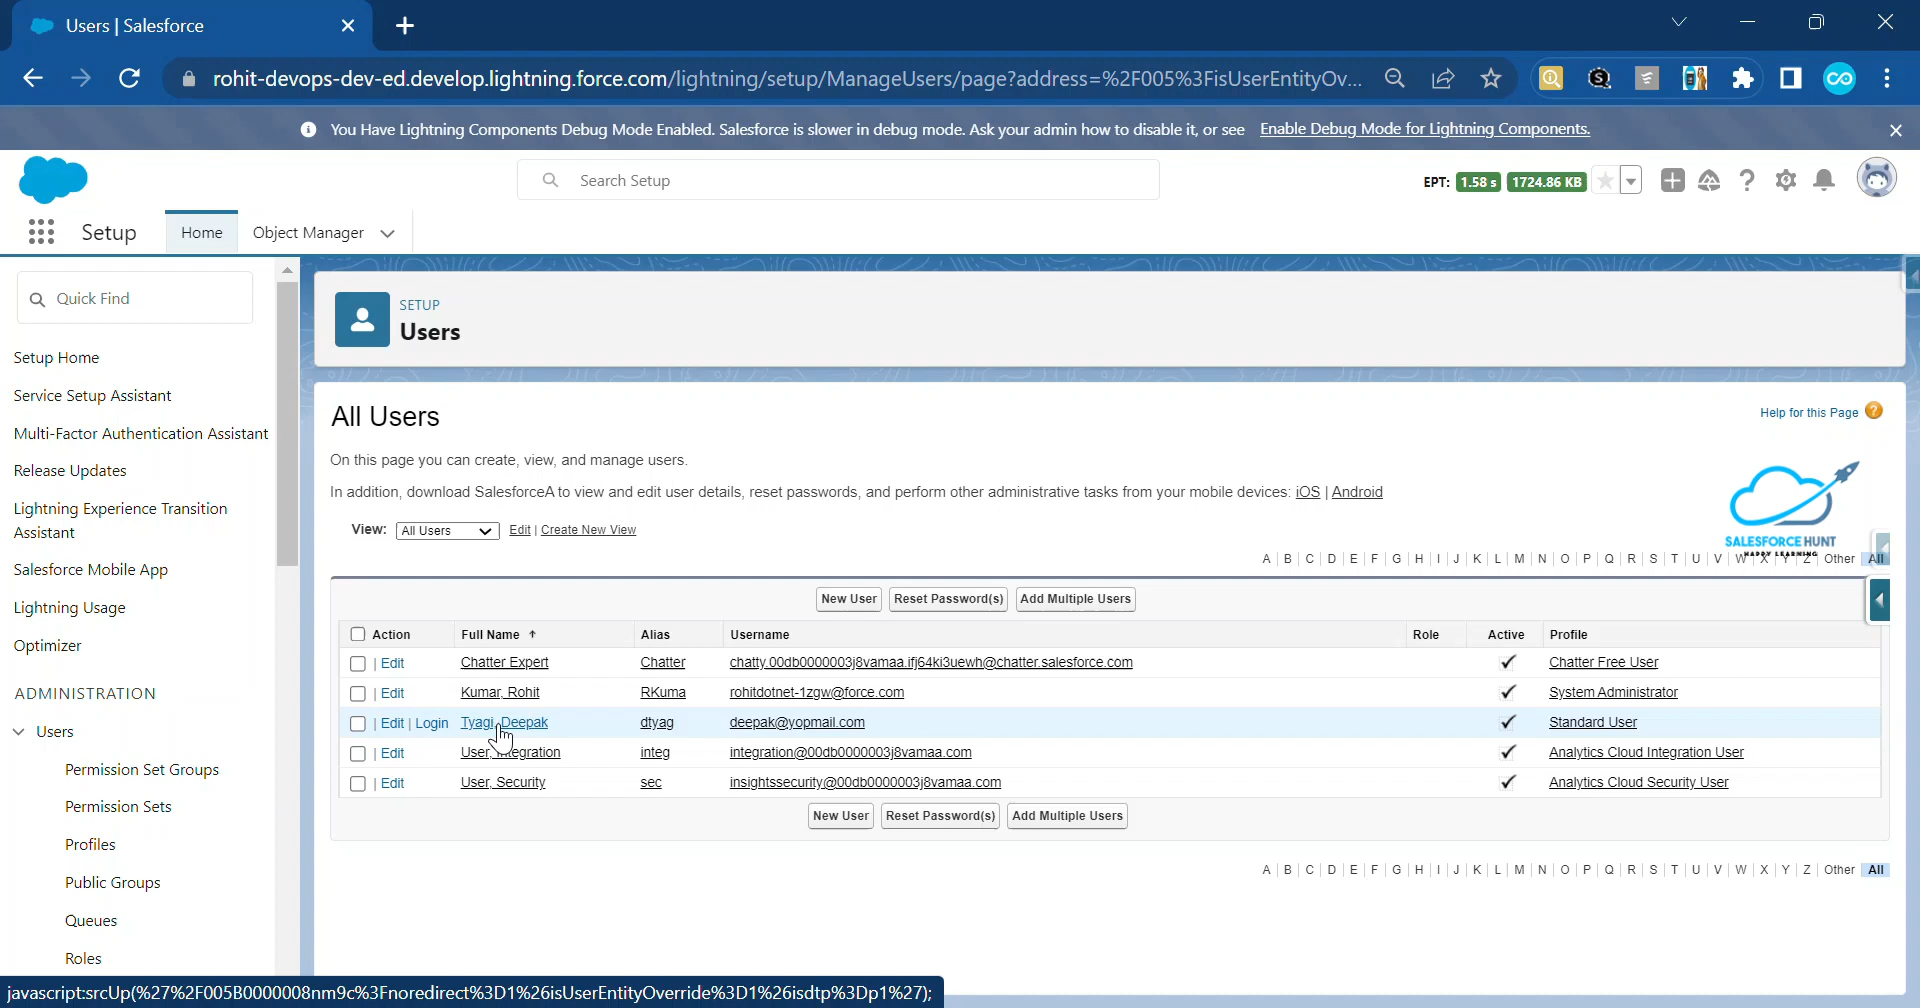 Users | Salesforce
rohit-devops-dev-ed.develop.lightning.force.com/lightning/setup/ManageUsers/page?address=%2F005%3FisUserEntityOv...
You Have Lightning Components Debug Mode Enabled. Salesforce is slower in debug mode. Ask your admin how to disable it, or see Enable Debug Mode for Lightning Components.
Search Setup
EPT: 1.58 s 1724.86 KB
Setup Home Object Manager
Quick Find
Setup Home
Service Setup Assistant
Multi-Factor Authentication Assistant
Release Updates
Lightning Experience Transition
Assistant
Salesforce Mobile App
Lightning Usage
Optimizer
ADMINISTRATION
Users
Permission Set Groups
Permission Sets
Profiles
Public Groups
Queues
Roles
SETUP
Users
All Users
Help for this Page
On this page you can create, view, and manage users.
In addition, download SalesforceA to view and edit user details, reset passwords, and perform other administrative tasks from your mobile devices: iOS | Android
SALESFORCE HUNT
HAPPY LEARNING
View: All Users Edit | Create New View
A | B | C | D | E | F | G | H | I | J | K | L | M | N | O | P | Q | R | S | T | U | V | W | X | Y | Z | Other | All
New User Reset Password(s) Add Multiple Users
Action Full Name ↑ Alias Username Role Active Profile
| Edit Chatter Expert Chatter chatty.00db0000003j8vamaa.ifj64ki3uewh@chatter.salesforce.com ✓ Chatter Free User
| Edit Kumar, Rohit RKuma rohitdotnet-1zgw@force.com ✓ System Administrator
| Edit | Login Tyagi, Deepak dtyag deepak@yopmail.com ✓ Standard User
| Edit User, Integration integ integration@00db0000003j8vamaa.com ✓ Analytics Cloud Integration User
| Edit User, Security sec insightssecurity@00db0000003j8vamaa.com ✓ Analytics Cloud Security User
New User Reset Password(s) Add Multiple Users
A | B | C | D | E | F | G | H | I | J | K | L | M | N | O | P | Q | R | S | T | U | V | W | X | Y | Z | Other | All
javascript:srcUp(%27%2F005B0000008nm9c%3Fnoredirect%3D1%26isUserEntityOverride%3D1%26isdtp%3Dp1%27);